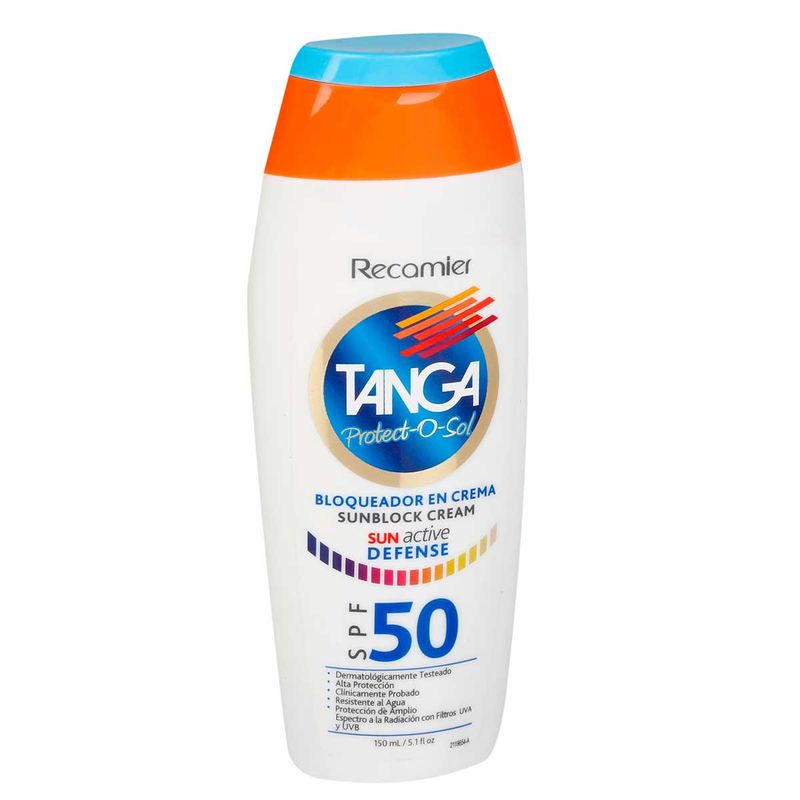 Recamier
TANGA
Protect-O-Sol
BLOQUEADOR EN CREMA
SUNBLOCK CREAM
SUN active
DEFENSE
SPF 50
• Dermatológicamente Testeado
• Alta Protección
• Clínicamente Probado
• Resistente al Agua
• Protección de Amplio
Espectro a la Radiación con Filtros UVA
y UVB
150 mL / 5.1 fl oz